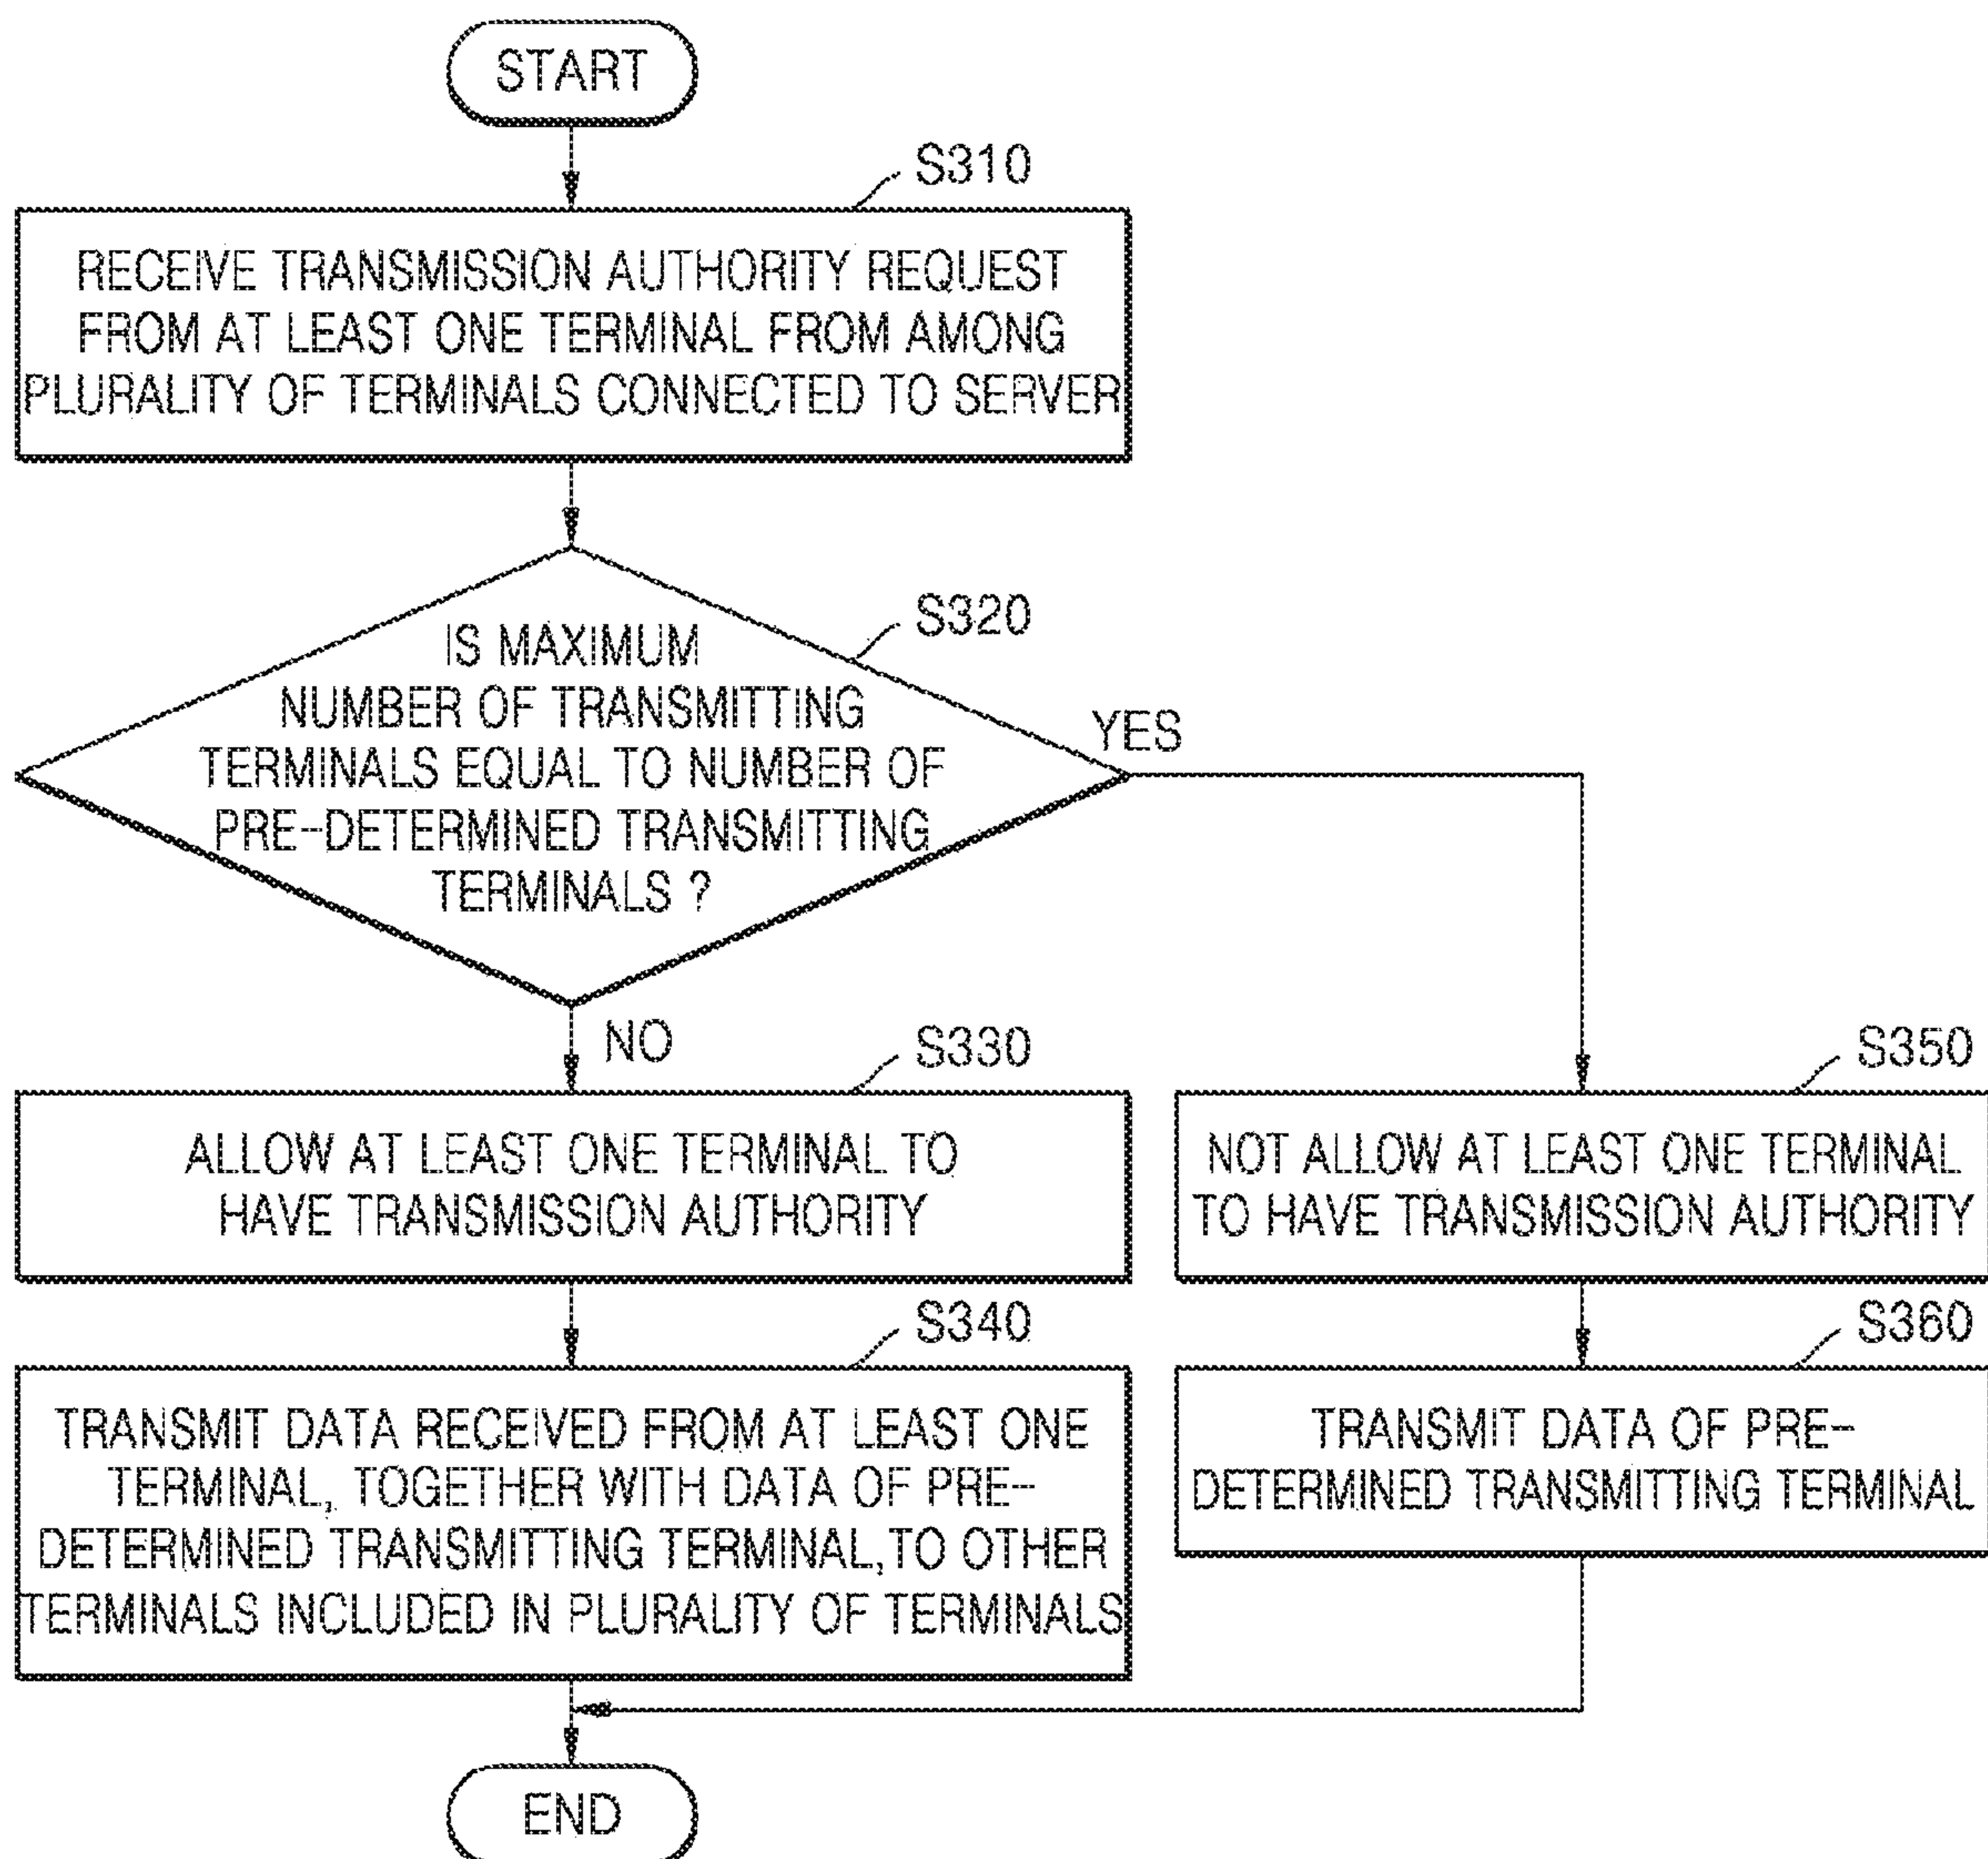 START
S310
RECEIVE TRANSMISSION AUTHORITY REQUEST
FROM AT LEAST ONE TERMINAL FROM AMONG
PLURALITY OF TERMINALS CONNECTED TO SERVER
S320
IS MAXIMUM
NUMBER OF TRANSMITTING
TERMINALS EQUAL TO NUMBER OF
PRE-DETERMINED TRANSMITTING
TERMINALS ?
YES
NO
S330
ALLOW AT LEAST ONE TERMINAL TO
HAVE TRANSMISSION AUTHORITY
S350
NOT ALLOW AT LEAST ONE TERMINAL
TO HAVE TRANSMISSION AUTHORITY
S340
TRANSMIT DATA RECEIVED FROM AT LEAST ONE
TERMINAL, TOGETHER WITH DATA OF PRE-
DETERMINED TRANSMITTING TERMINAL,TO OTHER
TERMINALS INCLUDED IN PLURALITY OF TERMINALS
S360
TRANSMIT DATA OF PRE-
DETERMINED TRANSMITTING TERMINAL
END